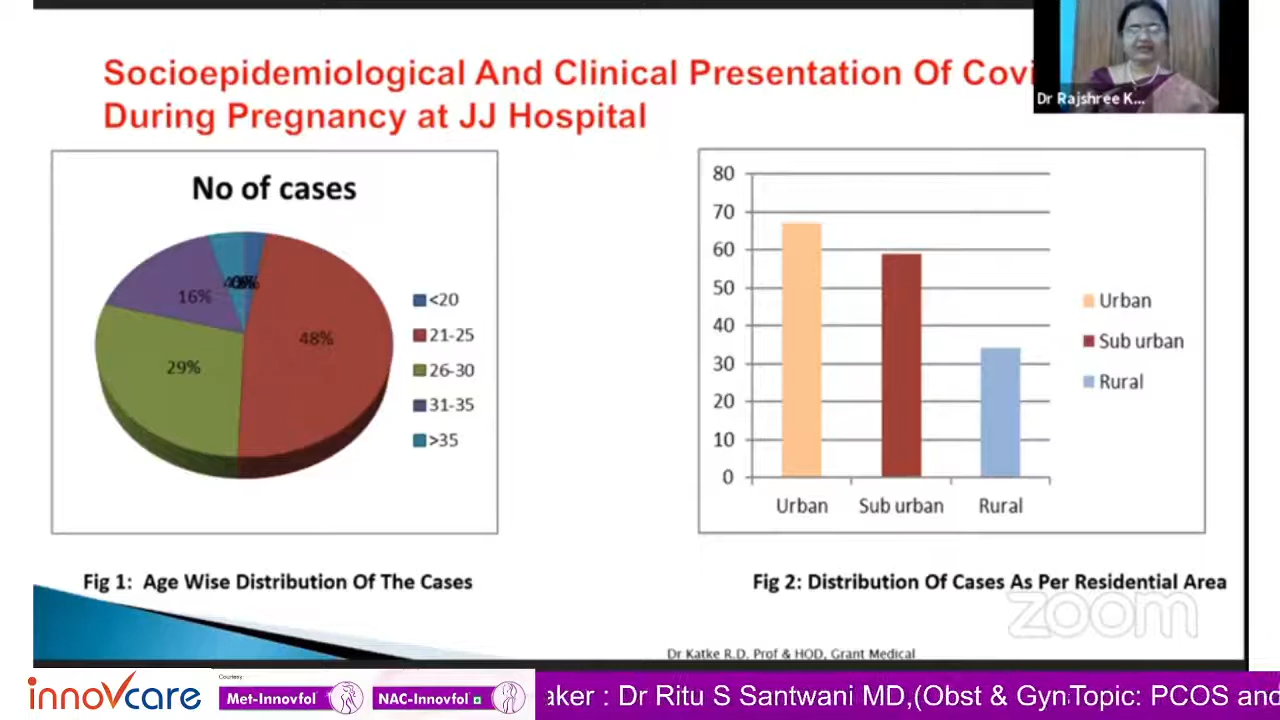 Socioepidemiological And Clinical Presentation Of Covi
During Pregnancy at JJ Hospital
Dr Rajshree K...
No of cases
16%
48%
29%
<20
21-25
26-30
31-35
>35
Fig 1: Age Wise Distribution Of The Cases
80
70
60
50
40
30
20
10
0
Urban
Sub urban
Rural
Urban
Sub urban
Rural
Fig 2: Distribution Of Cases As Per Residential Area
zoom
Dr Katke R.D, Prof & HOD, Grant Medical
innovcare
Courtesy
Met-Innovfol
NAC-Innovfol
aker : Dr Ritu S Santwani MD,(Obst & Gyn
Topic: PCOS and